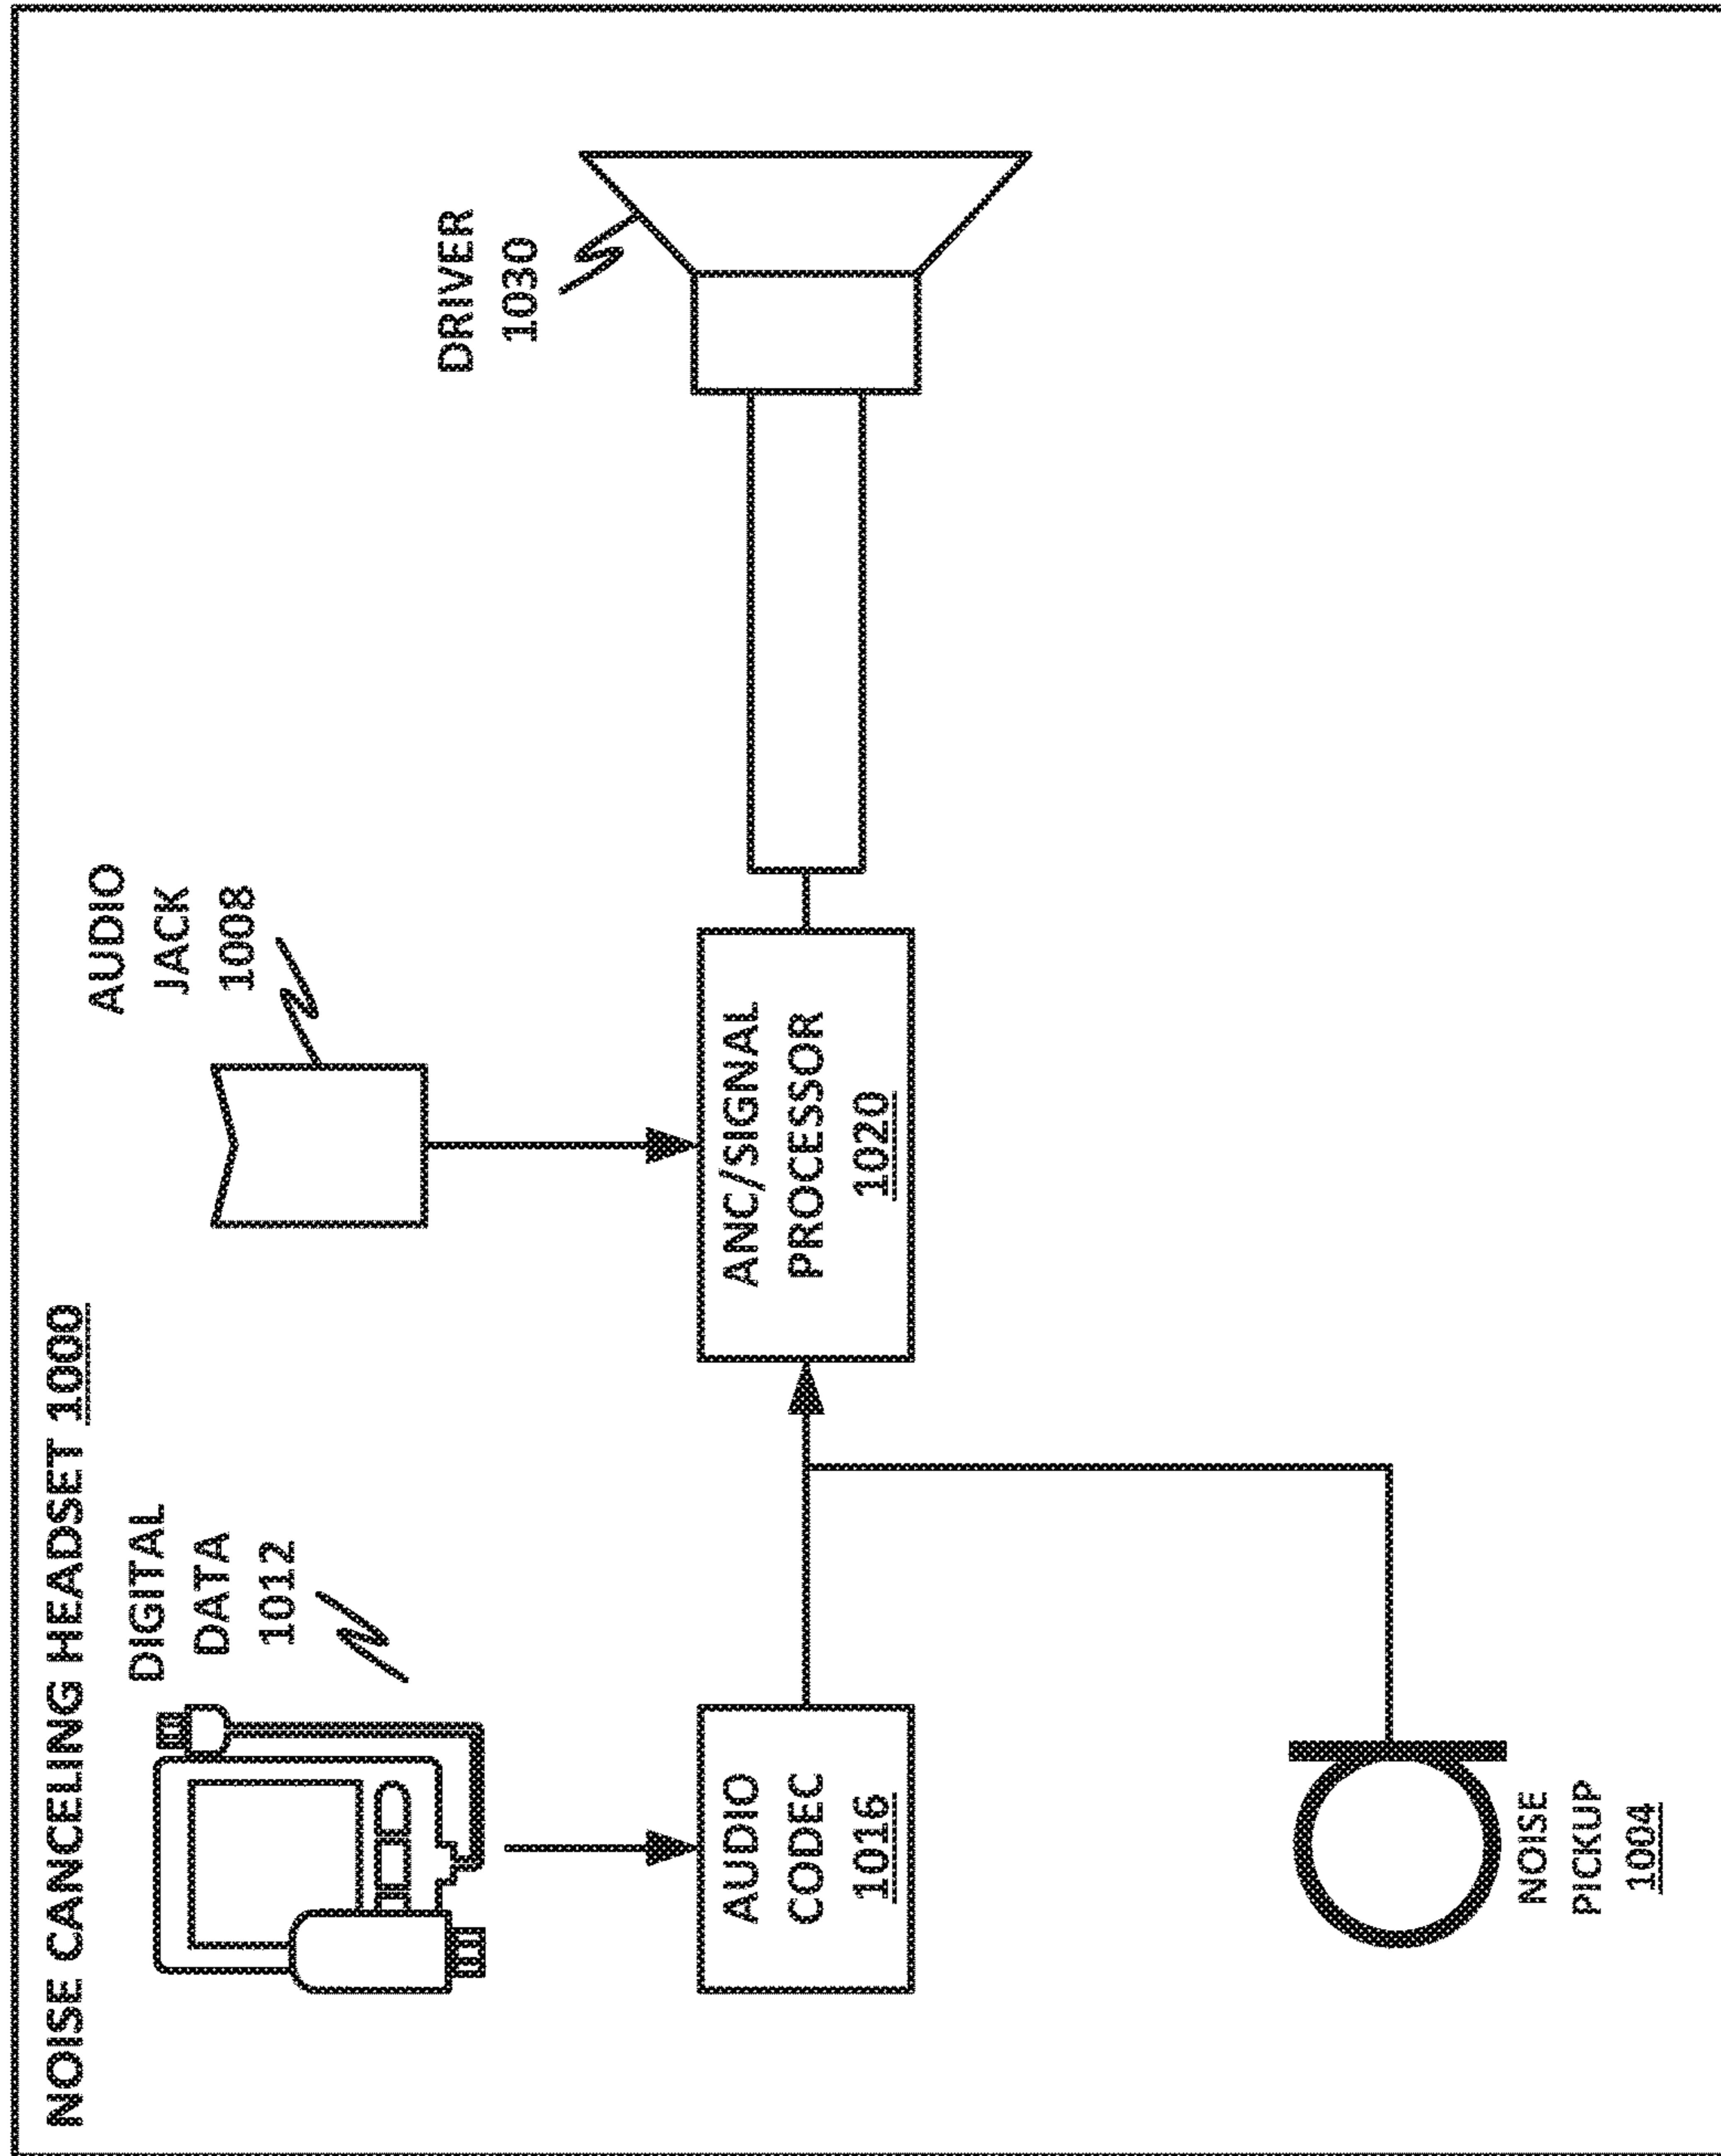 NOISE CANCELING HEADSET 1000
DIGITAL
DATA
1012
AUDIO
JACK
1008
DRIVER
1030
AUDIO
CODEC
1016
ANC/SIGNAL
PROCESSOR
1020
NOISE
PICKUP
1004